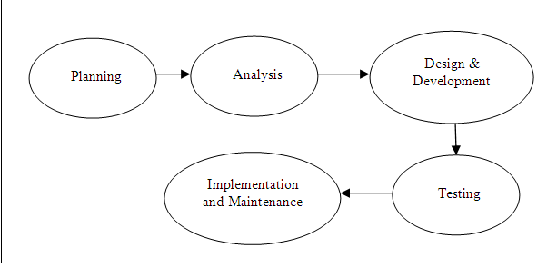 Planning
Analysis
Design &
Development
Implementation
and Maintenance
Testing